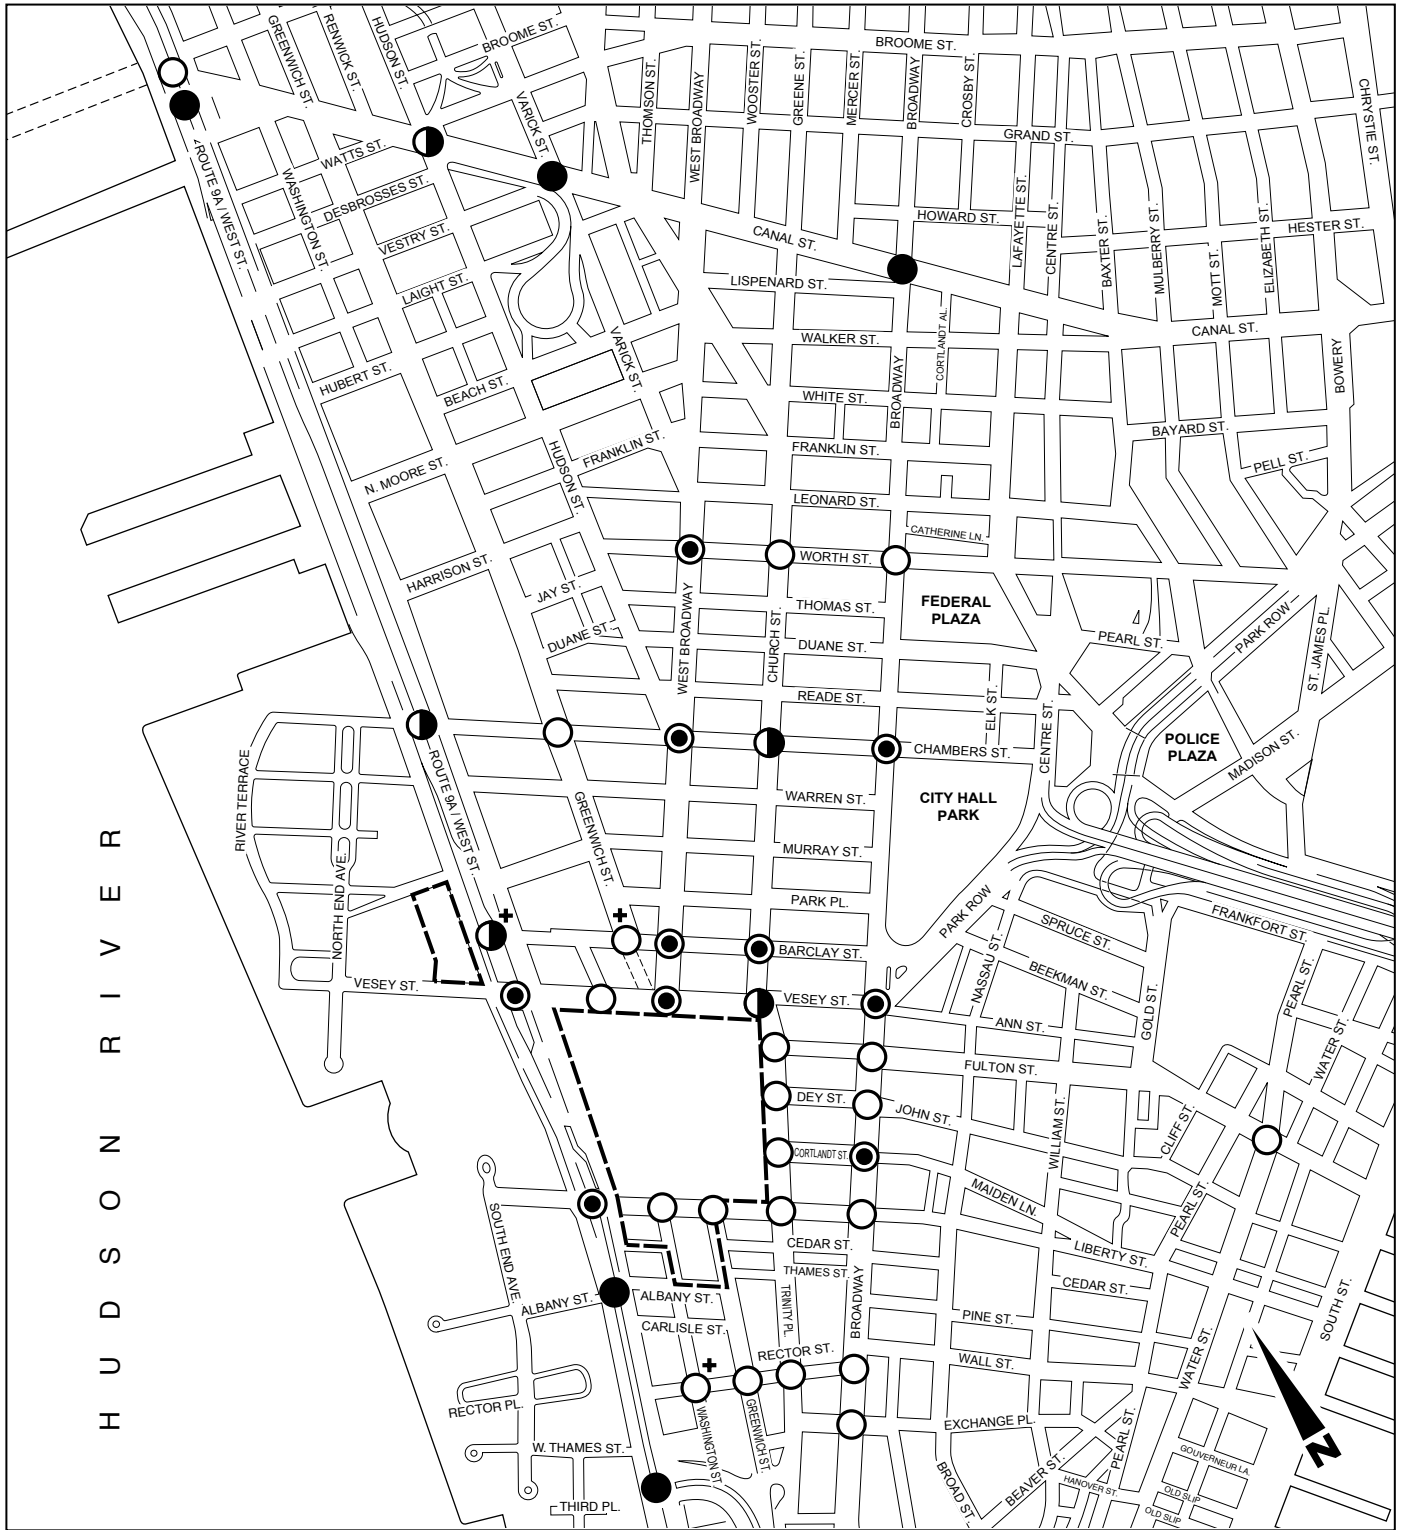 GREENWICH ST.
RENWICK ST.
HUDSON ST.
BROOME ST.
VARICK ST.
THOMSON ST.
WEST BROADWAY
WOOSTER ST.
GREENE ST.
MERCER ST.
BROADWAY
CROSBY ST.
BROOME ST.
CHRYSTIE ST.
GRAND ST.
WATTS ST.
ROUTE 9A / WEST ST.
WASHINGTON ST.
DESBROSSES ST.
VESTRY ST.
LAIGHT ST.
CANAL ST.
HOWARD ST.
LAFAYETTE ST.
CENTRE ST.
BAXTER ST.
MULBERRY ST.
MOTT ST.
ELIZABETH ST.
HESTER ST.
LISPENARD ST.
CORTLANDT AL.
CANAL ST.
WALKER ST.
VARICK ST.
HUBERT ST.
BEACH ST.
BROADWAY
BOWERY
WHITE ST.
BAYARD ST.
FRANKLIN ST.
FRANKLIN ST.
PELL ST.
N. MOORE ST.
HUDSON ST.
LEONARD ST.
CATHERINE LN.
WORTH ST.
HARRISON ST.
JAY ST.
THOMAS ST.
FEDERAL
PLAZA
DUANE ST.
WEST BROADWAY
CHURCH ST.
DUANE ST.
PEARL ST.
PARK ROW
ST. JAMES PL.
READE ST.
ELK ST.
CENTRE ST.
CHAMBERS ST.
POLICE
PLAZA
MADISON ST.
RIVER TERRACE
ROUTE 9A / WEST ST.
GREENWICH ST.
WARREN ST.
CITY HALL
PARK
MURRAY ST.
NORTH END AVE.
PARK PL.
PARK ROW
SPRUCE ST.
FRANKFORT ST
BARCLAY ST.
NASSAU ST.
BEEKMAN ST.
GOLD ST.
PEARL ST.
WATER ST.
VESEY ST.
VESEY ST.
ANN ST.
FULTON ST.
DEY ST.
JOHN ST.
WILLIAM ST.
CLIFF ST.
CORTLANDT ST.
MAIDEN LN.
PEARL ST.
SOUTH END AVE.
CEDAR ST.
LIBERTY ST.
THAMES ST.
CEDAR ST.
ALBANY ST.
ALBANY ST.
TRINITY PL.
BROADWAY
SOUTH ST.
CARLISLE ST.
PINE ST.
RECTOR ST.
WALL ST.
WATER ST.
RECTOR PL.
WASHINGTON ST
GREENWICH ST.
EXCHANGE PL.
PEARL ST.
W. THAMES ST.
BROAD ST.
BEAVER ST.
HANOVER ST.
GOUVERNEUR LA.
OLD SLIP
OLD SLIP
THIRD PL.
HUDSON RIVER
N